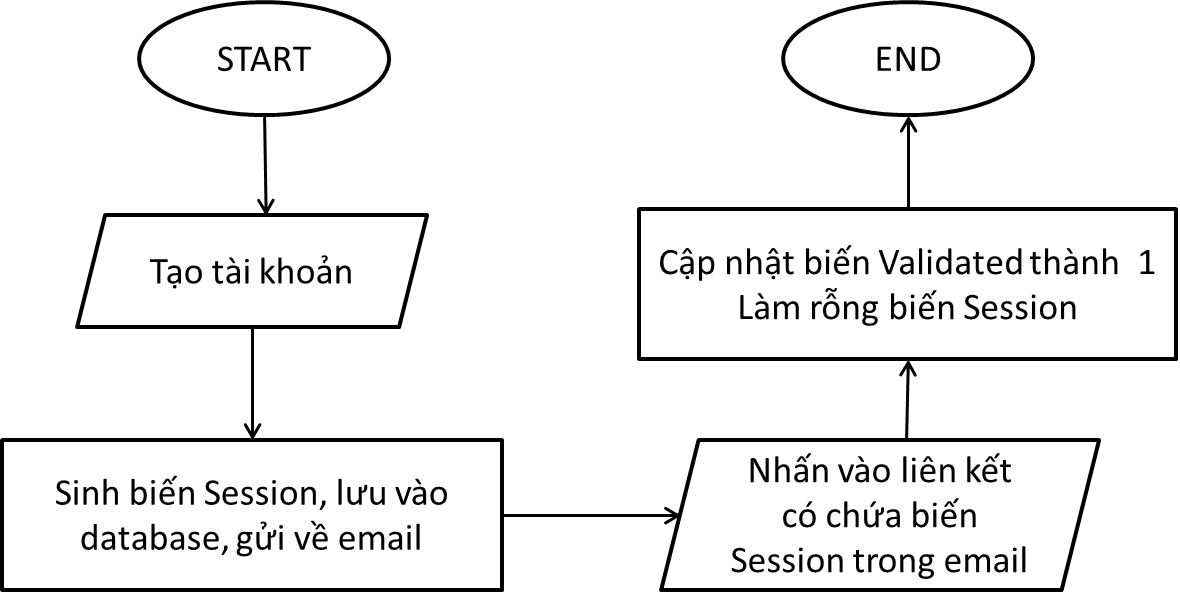 START
Tạo tài khoản
Sinh biến Session, lưu vào
database, gửi về email
Nhấn vào liên kết
có chứa biến
Session trong email
Cập nhật biến Validated thành 1
Làm rỗng biến Session
END